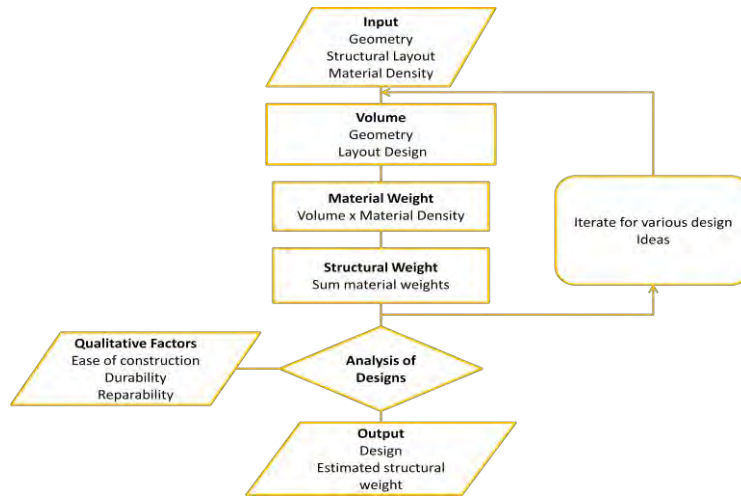 Input
Geometry
Structural Layout
Material Density
Volume
Geometry
Layout Design
Material Weight
Volume x Material Density
Iterate for various design
Ideas
Structural Weight
Sum material weights
Qualitative Factors
Ease of construction
Durability
Reparability
Analysis of
Designs
Output
Design
Estimated structural
weight